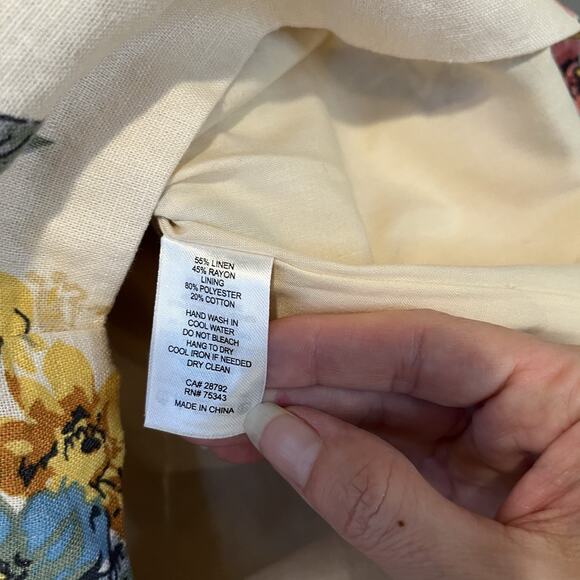 55% LINEN
45% RAYON
LINING
80% POLYESTER
20% COTTON
HAND WASH IN
COOL WATER
DO NOT BLEACH
HANG TO DRY
COOL IRON IF NEEDED
DRY CLEAN
CA# 28792
RN# 75343
MADE IN CHINA